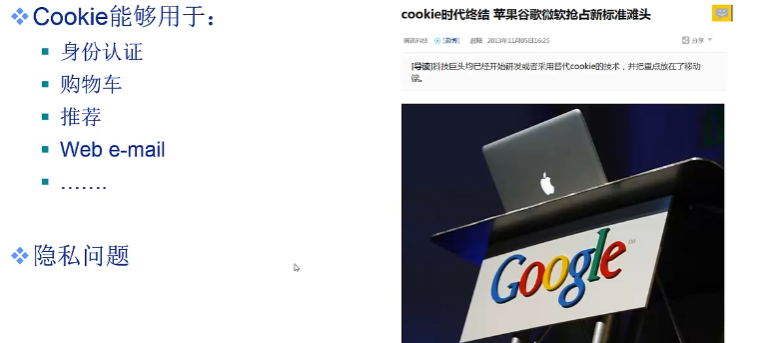 Cookie能够用于：
身份认证
购物车
推荐
Web e-mail
…….
隐私问题
cookie时代终结 苹果谷歌微软抢占新标准滩头
2013年11月05日16:25
分享
[导读]科技巨头均已经开始研发或者采用替代cookie的技术，并把重点放在了移动
端。
Google